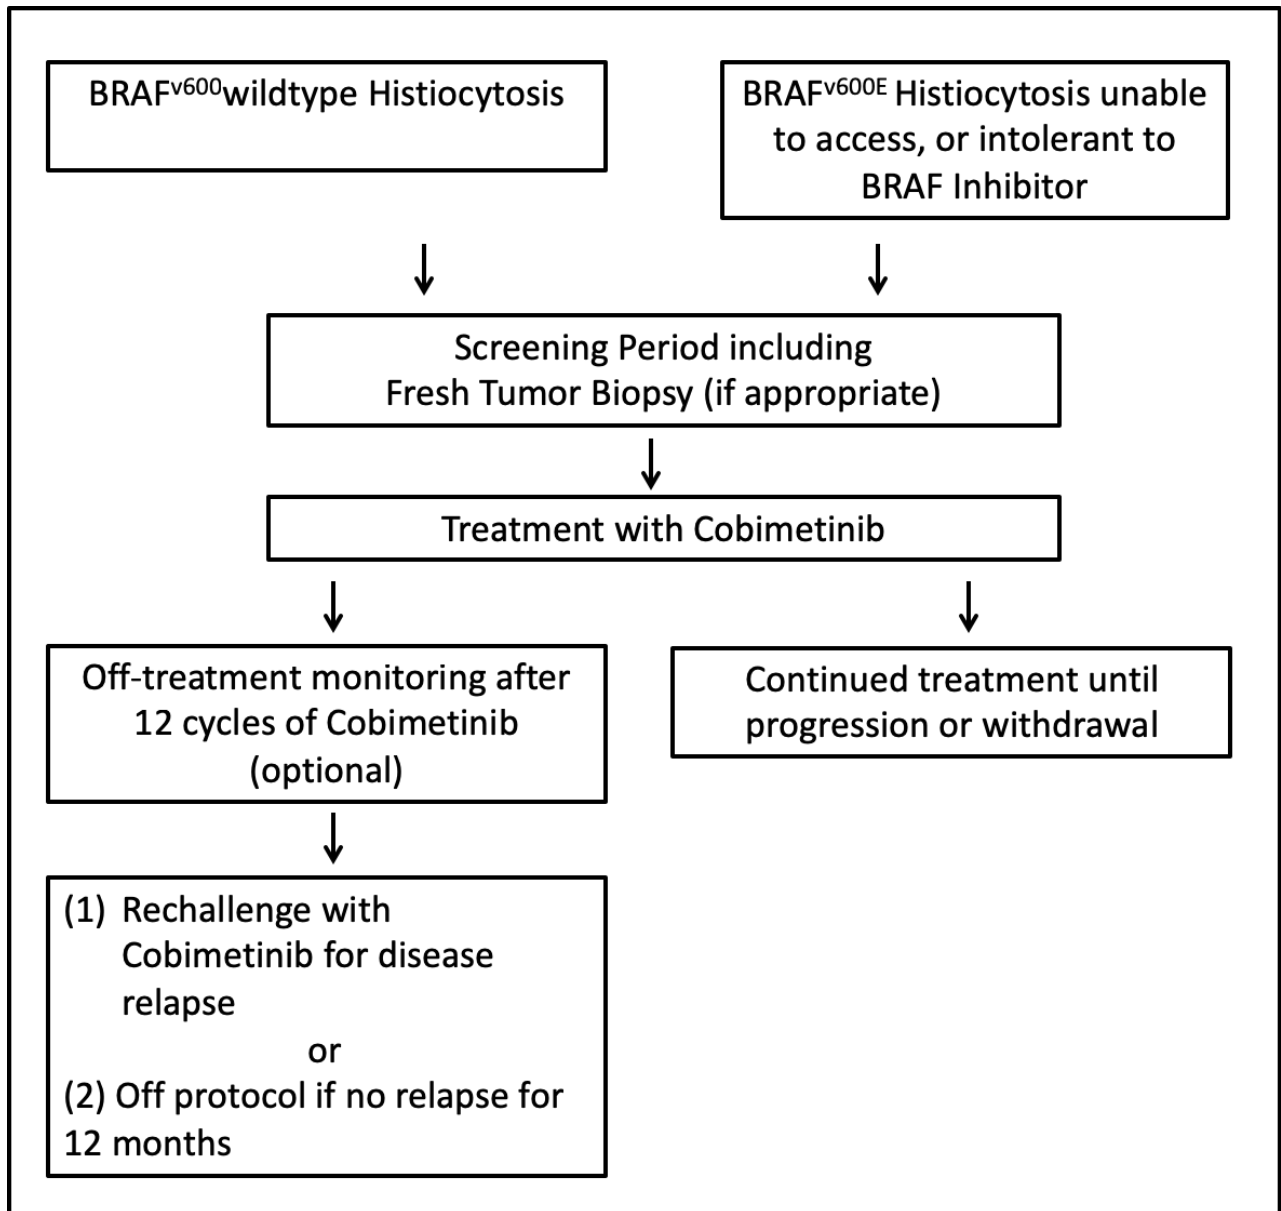 BRAFv600wildtype Histiocytosis
BRAFv600E Histiocytosis unable
to access, or intolerant to
BRAF Inhibitor
Screening Period including
Fresh Tumor Biopsy (if appropriate)
Treatment with Cobimetinib
Off-treatment monitoring after
12 cycles of Cobimetinib
(optional)
Continued treatment until
progression or withdrawal
(1) Rechallenge with
Cobimetinib for disease
relapse
or
(2) Off protocol if no relapse for
12 months